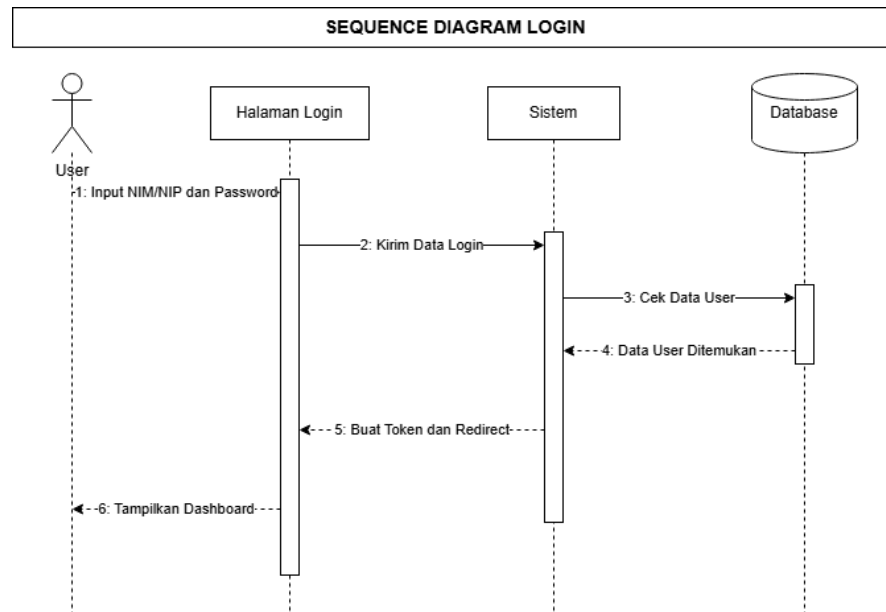 SEQUENCE DIAGRAM LOGIN
Halaman Login
Sistem
Database
User
1: Input NIM/NIP dan Password
2: Kirim Data Login
3: Cek Data User
4: Data User Ditemukan
5: Buat Token dan Redirect
6: Tampilkan Dashboard